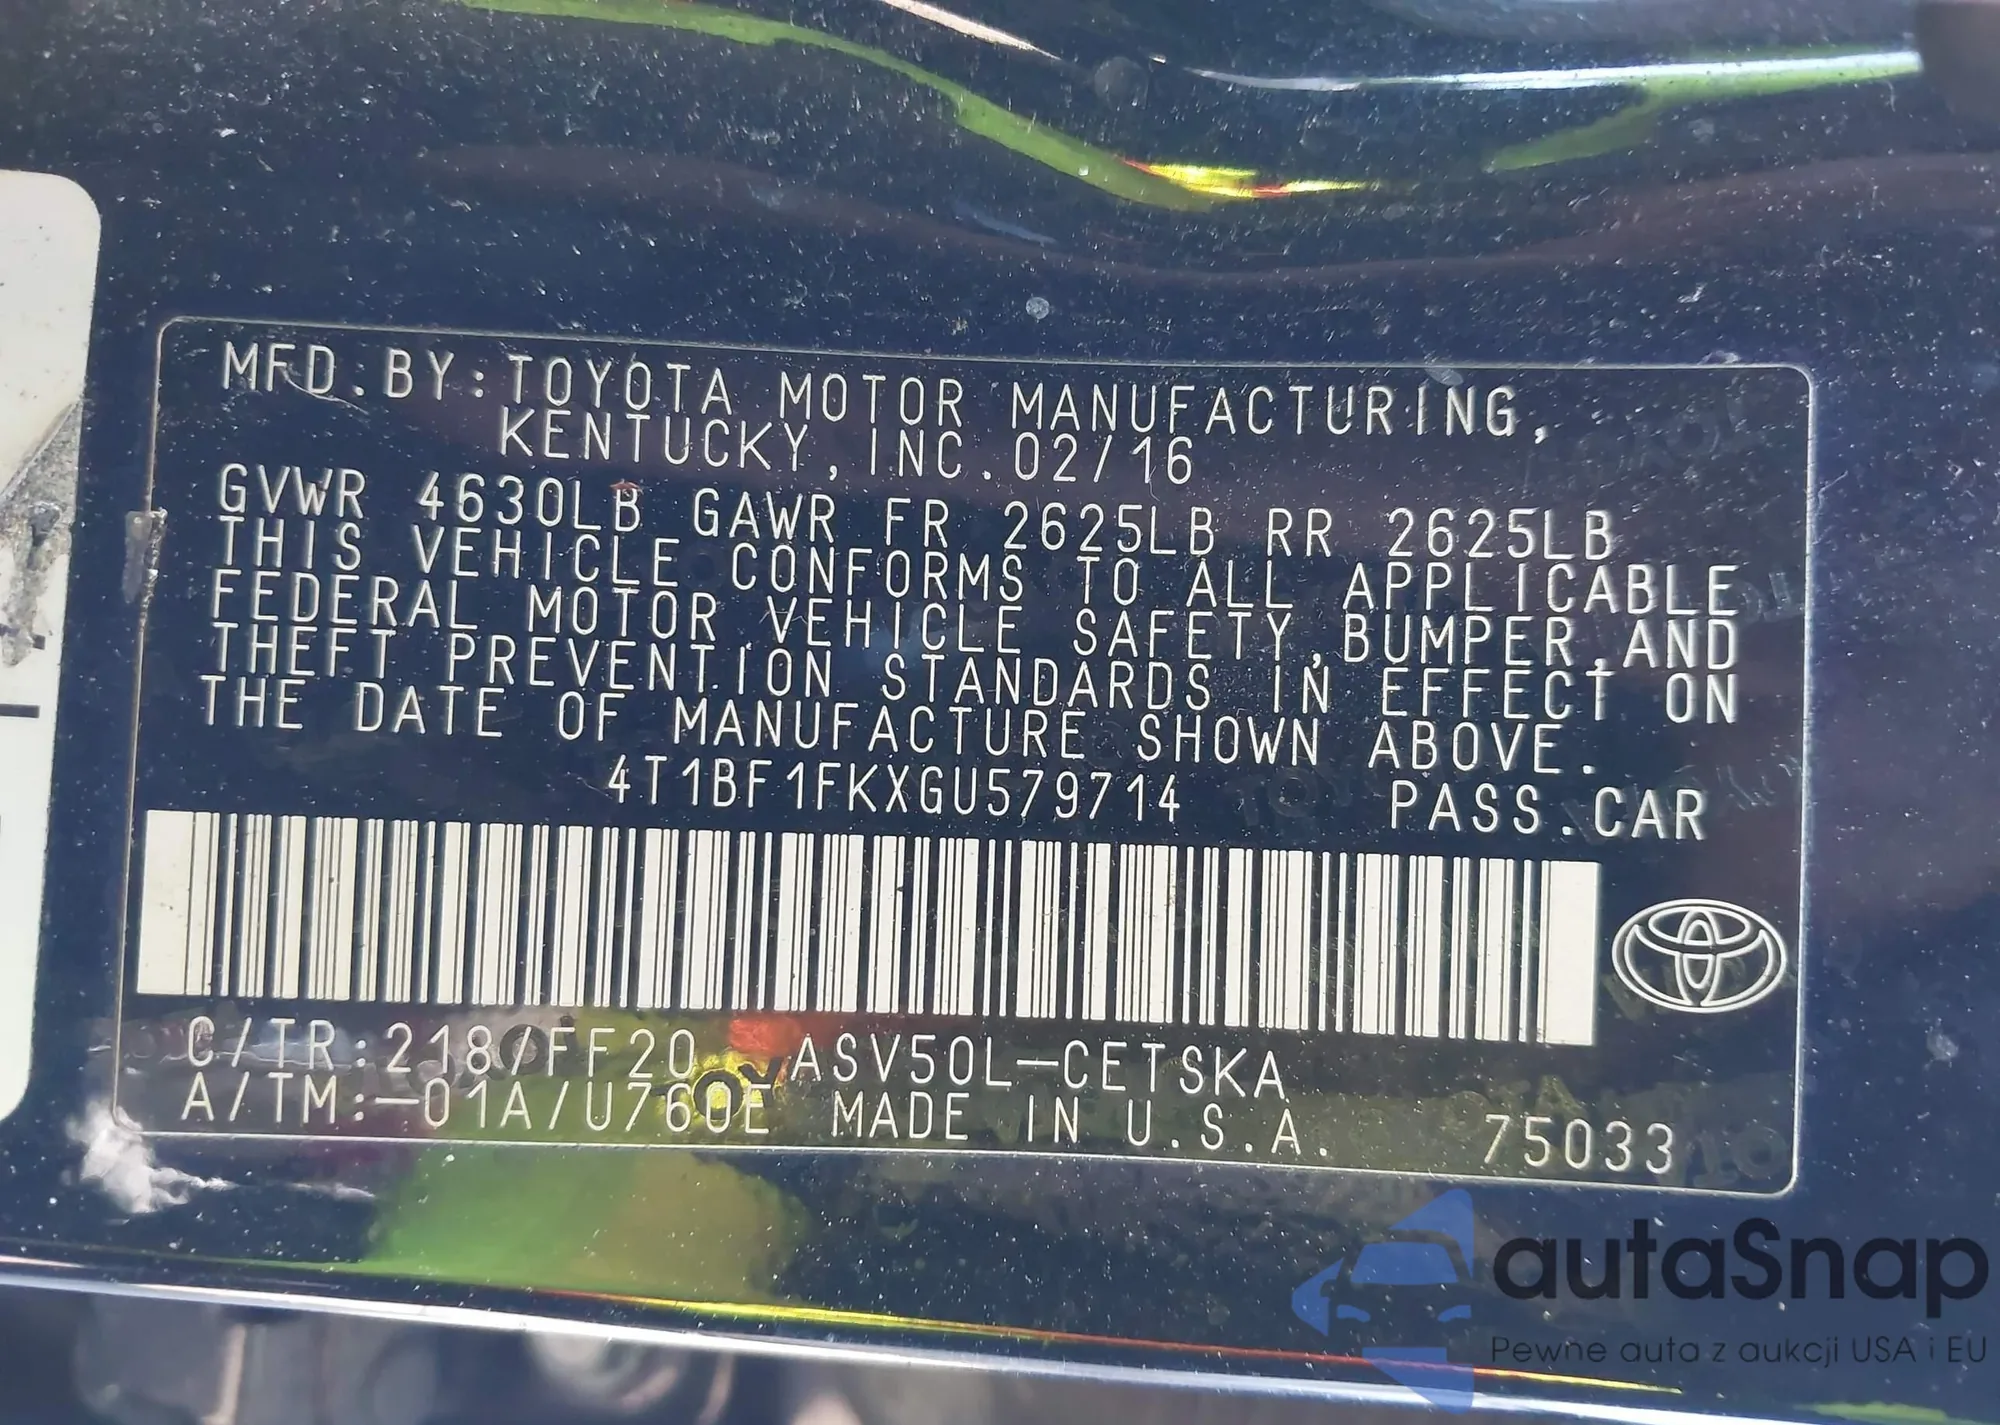 MFD.BY:TOYOTA MOTOR MANUFACTURING,
KENTUCKY,INC.02/16
GVWR 4630LB GAWR FR 2625LB RR 2625LB
THIS VEHICLE CONFORMS TO ALL APPLICABLE
FEDERAL MOTOR VEHICLE SAFETY,BUMPER,AND
THEFT PREVENTION STANDARDS IN EFFECT ON
THE DATE OF MANUFACTURE SHOWN ABOVE.
4T1BF1FKXGU579714 PASS.CAR
C/TR:218/FF20 ASV50L-CETSKA
A/TM:-01A/U760E MADE IN U.S.A. 75033
autaSnap
Pewne auta z aukcji USA i EU